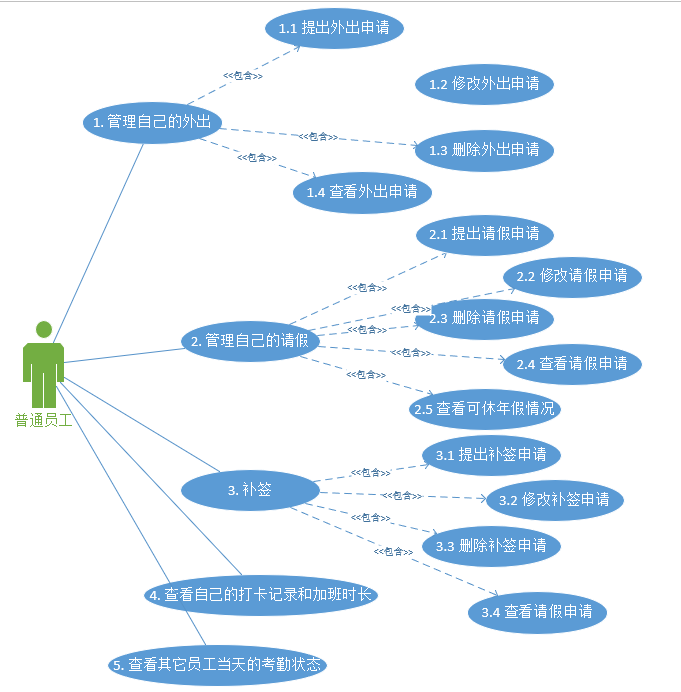 1.1 提出外出申请
<<包含>>
1.2 修改外出申请
1. 管理自己的外出
<<包含>>
1.3 删除外出申请
<<包含>>
1.4 查看外出申请
2.1 提出请假申请
2.2 修改请假申请
<<包含>>
<<包含>>
2.3 删除请假申请
<<包含>>
2. 管理自己的请假
<<包含>>
2.4 查看请假申请
<<包含>>
2.5 查看可休年假情况
普通员工
3.1 提出补签申请
<<包含>>
3. 补签
<<包含>>
3.2 修改补签申请
<<包含>>
3.3 删除补签申请
<<包含>>
4. 查看自己的打卡记录和加班时长
3.4 查看请假申请
5. 查看其它员工当天的考勤状态